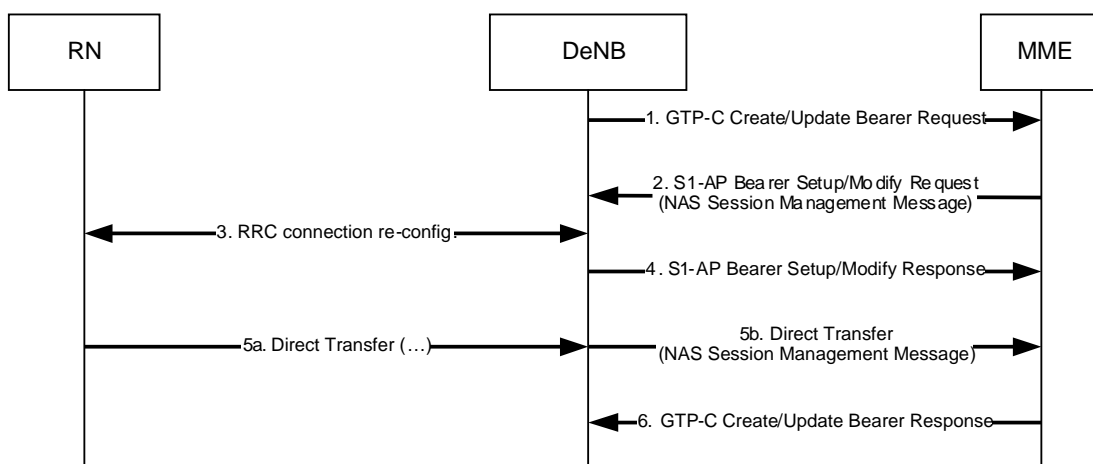 RN
DeNB
MME
1. GTP-C Create/Update Bearer Request
2. S1-AP Bearer Setup/Modify Request
(NAS Session Management Message)
3. RRC connection re-config.
4. S1-AP Bearer Setup/Modify Response
5a. Direct Transfer (…)
5b. Direct Transfer
(NAS Session Management Message)
6. GTP-C Create/Update Bearer Response